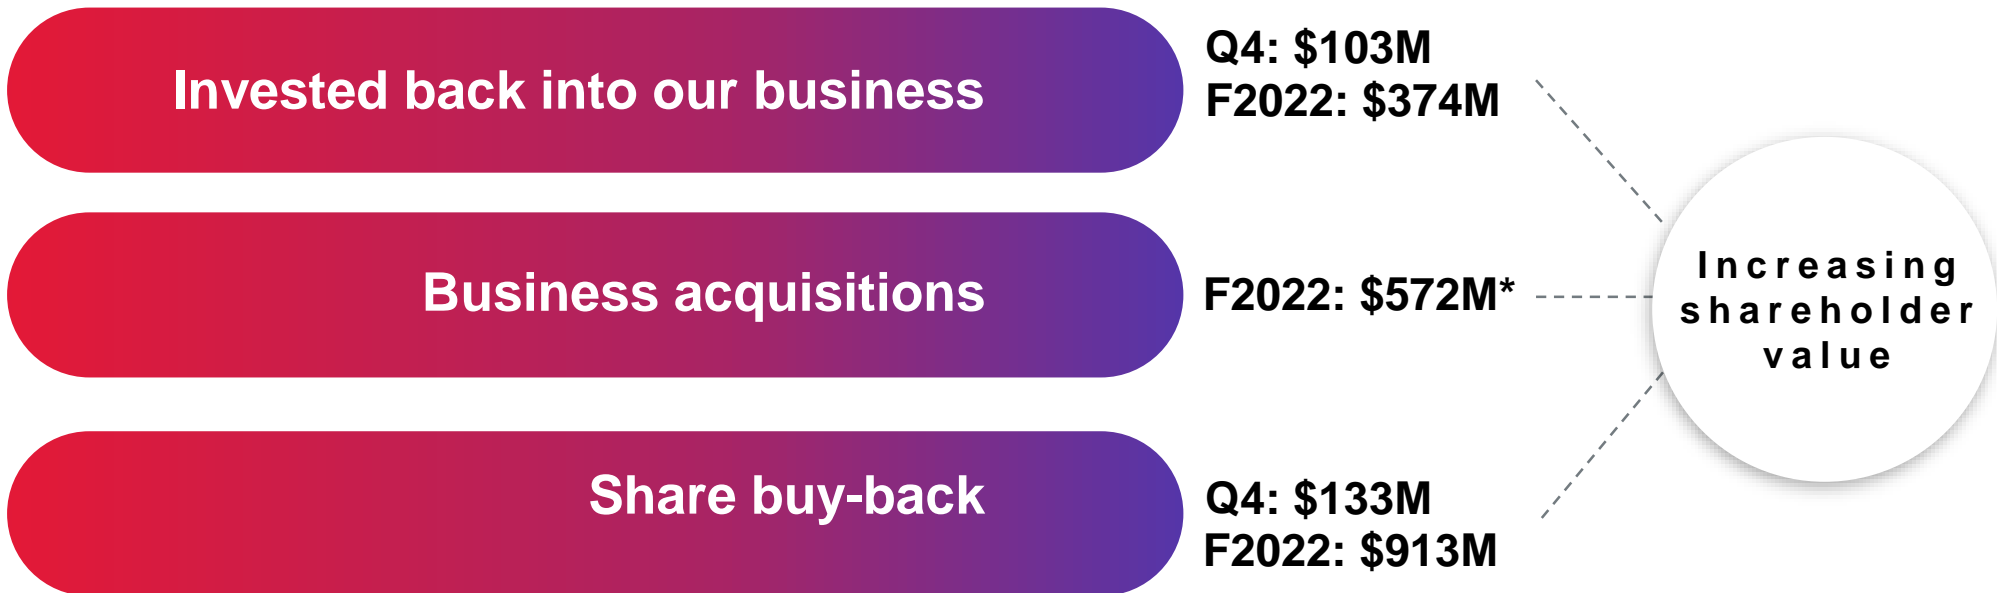 Invested back into our business
Q4: $103M
F2022: $374M
Business acquisitions
F2022: $572M*
Share buy-back
Q4: $133M
F2022: $913M
Increasing
shareholder
value